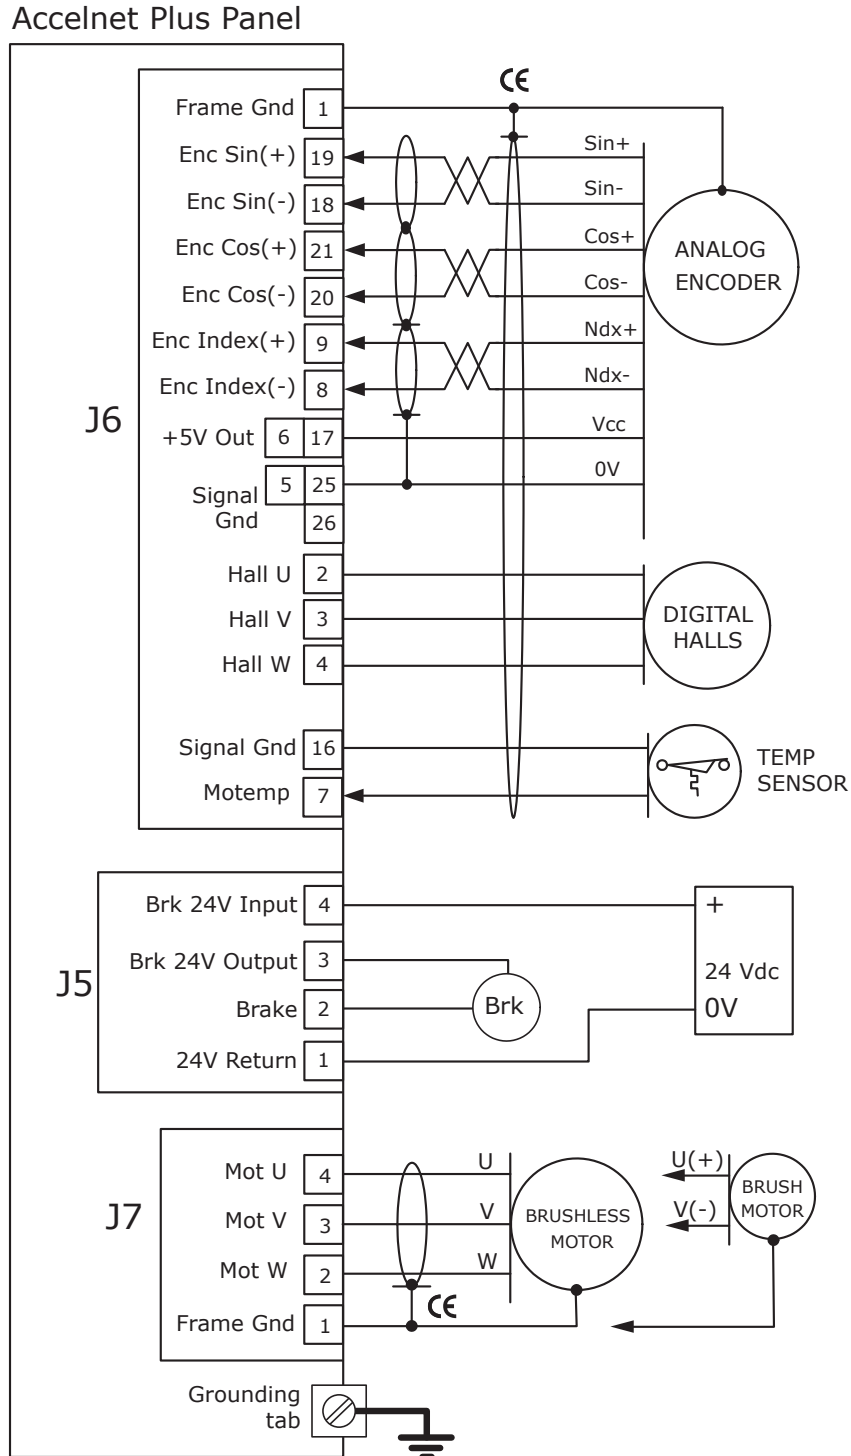 Accelnet Plus Panel
CE
Frame Gnd 1
Enc Sin(+) 19 Sin+
Enc Sin(-) 18 Sin-
Enc Cos(+) 21 Cos+
Enc Cos(-) 20 Cos-
ANALOG
ENCODER
Enc Index(+) 9 Ndx+
Enc Index(-) 8 Ndx-
J6
+5V Out 6 17 Vcc
Signal
Gnd
5 25 0V
26
Hall U 2
Hall V 3
Hall W 4
DIGITAL
HALLS
Signal Gnd 16
Motemp 7
TEMP
SENSOR
J5
Brk 24V Input 4 +
Brk 24V Output 3
24 Vdc
Brake 2 Brk 0V
24V Return 1
J7
Mot U 4 U
Mot V 3 V
Mot W 2 W
BRUSHLESS
MOTOR
U(+)
V(-)
BRUSH
MOTOR
CE
Frame Gnd 1
Grounding
tab